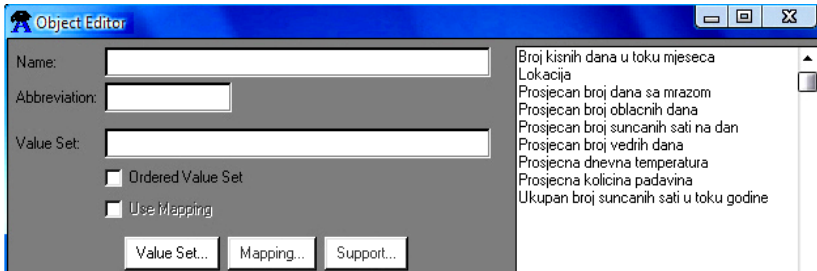 Object Editor
Name:
Abbreviation:
Value Set:
Ordered Value Set
Use Mapping
Value Set...
Mapping...
Support...
Broj kisnih dana u toku mjeseca
Lokacija
Prosjecan broj dana sa mrazom
Prosjecan broj oblacnih dana
Prosjecan broj suncanih sati na dan
Prosjecan broj vedrih dana
Prosjecna dnevna temperatura
Prosjecna kolicina padavina
Ukupan broj suncanih sati u toku godine